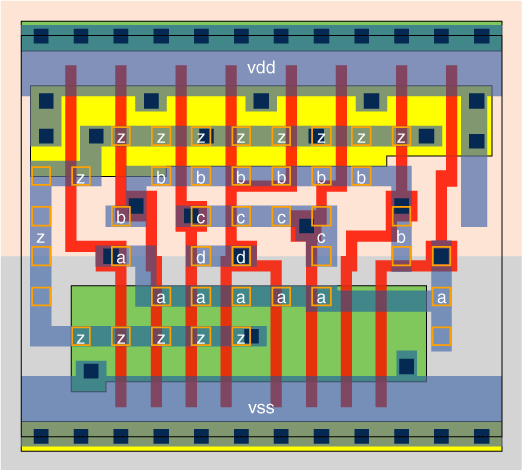 vdd
z z z z z z z z
z b b b b b b
b c c c
z c b
a d d
a a a a a a
z z z z z
vss